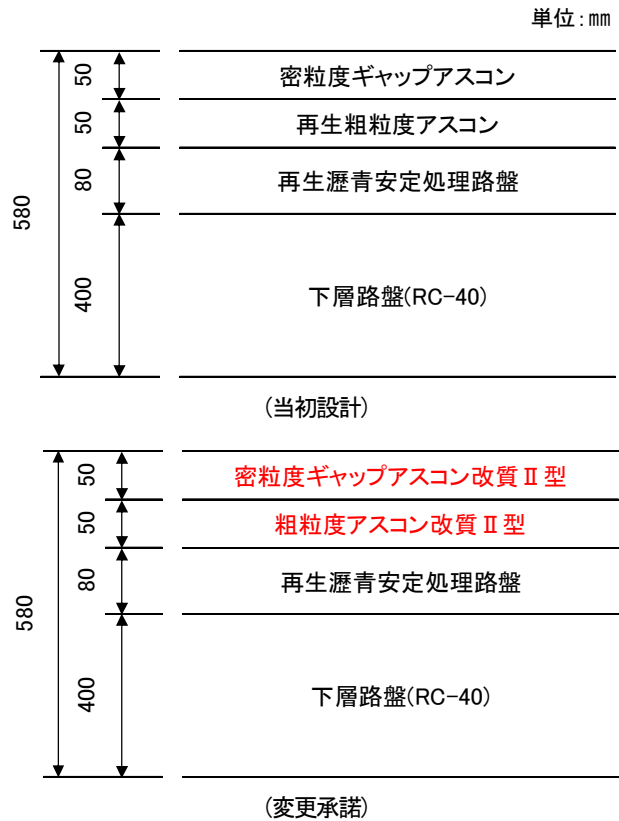 単位:㎜
50
密粒度ギャップアスコン
50
再生粗粒度アスコン
80
再生瀝青安定処理路盤
580
400
下層路盤(RC-40)
(当初設計)
50
密粒度ギャップアスコン改質Ⅱ型
50
粗粒度アスコン改質Ⅱ型
80
再生瀝青安定処理路盤
580
400
下層路盤(RC-40)
(変更承諾)